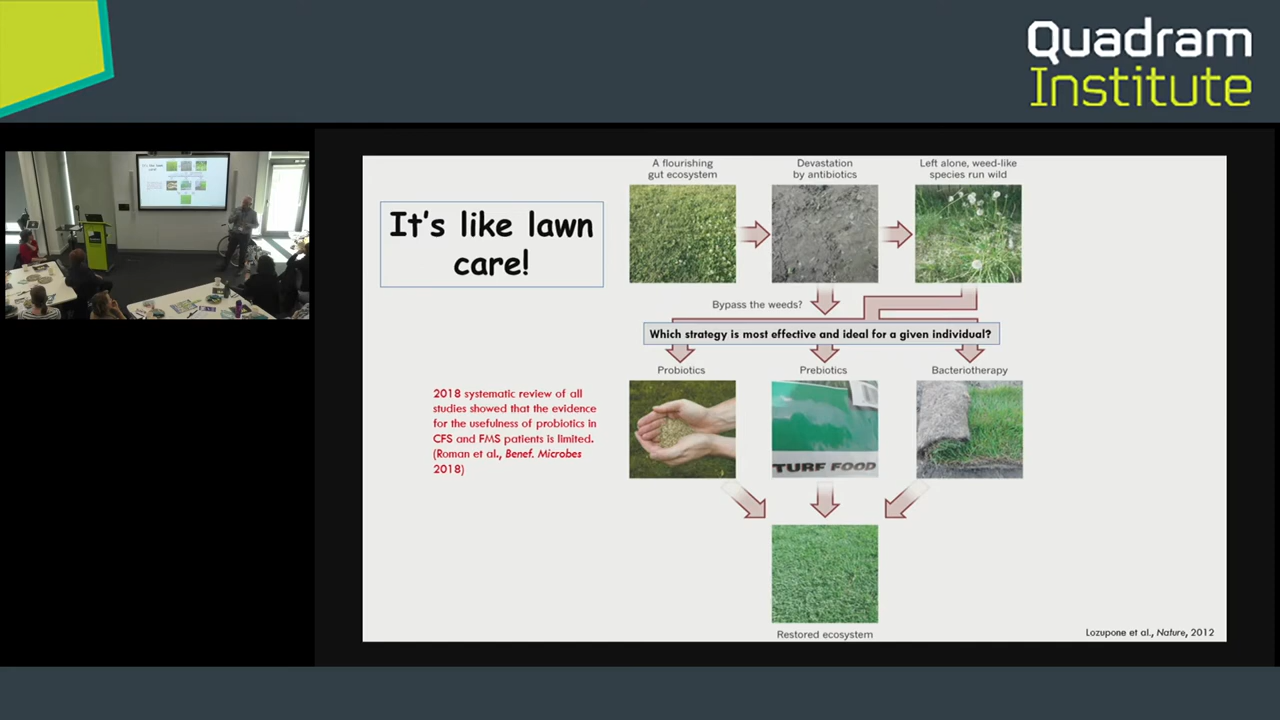 Quadram
Institute
It's like lawn
care!
A flourishing
gut ecosystem
Devastation
by antibiotics
Left alone, weed-like
species run wild
Bypass the weeds?
Which strategy is most effective and ideal for a given individual?
Probiotics
Prebiotics
Bacteriotherapy
TURF FOOD
2018 systematic review of all
studies showed that the evidence
for the usefulness of probiotics in
CFS and FMS patients is limited.
(Roman et al., Benef. Microbes
2018)
Restored ecosystem
Lozupone et al., Nature, 2012